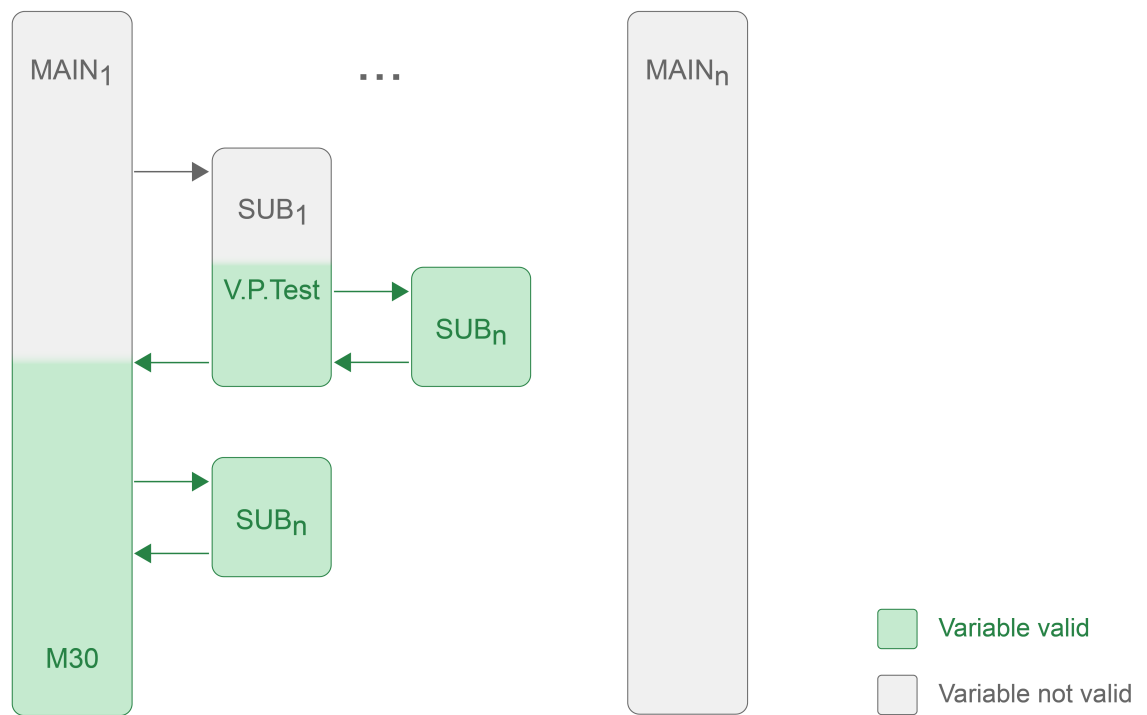 MAIN₁
...
MAINₙ
SUB₁
V.P.Test
SUBₙ
SUBₙ
M30
Variable valid
Variable not valid